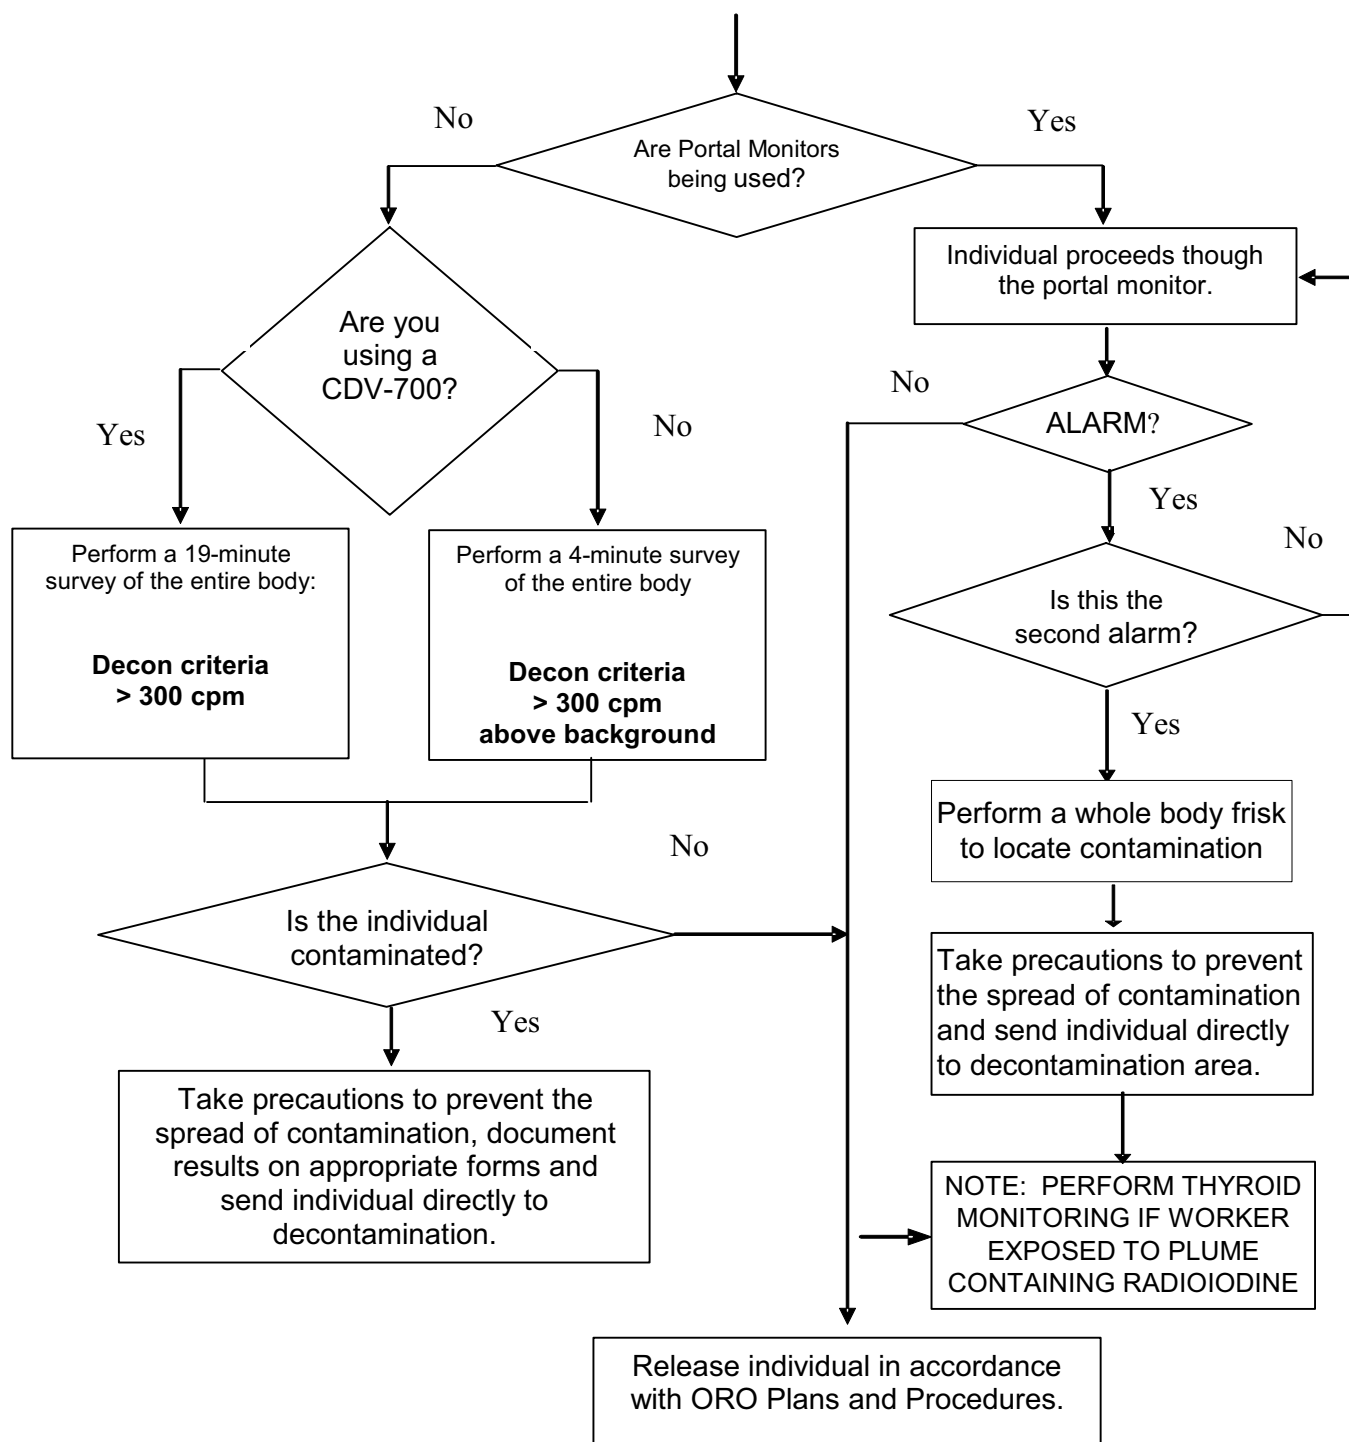 No
Yes
Are Portal Monitors
being used?
Individual proceeds though
the portal monitor.
Are you
using a
CDV-700?
Yes
No
No
ALARM?
Yes
No
Perform a 19-minute
survey of the entire body:
Decon criteria
> 300 cpm
Perform a 4-minute survey
of the entire body
Decon criteria
> 300 cpm
above background
Is this the
second alarm?
Yes
Perform a whole body frisk
to locate contamination
No
Is the individual
contaminated?
Yes
Take precautions to prevent
the spread of contamination
and send individual directly
to decontamination area.
Take precautions to prevent the
spread of contamination, document
results on appropriate forms and
send individual directly to
decontamination.
NOTE: PERFORM THYROID
MONITORING IF WORKER
EXPOSED TO PLUME
CONTAINING RADIOIODINE
Release individual in accordance
with ORO Plans and Procedures.